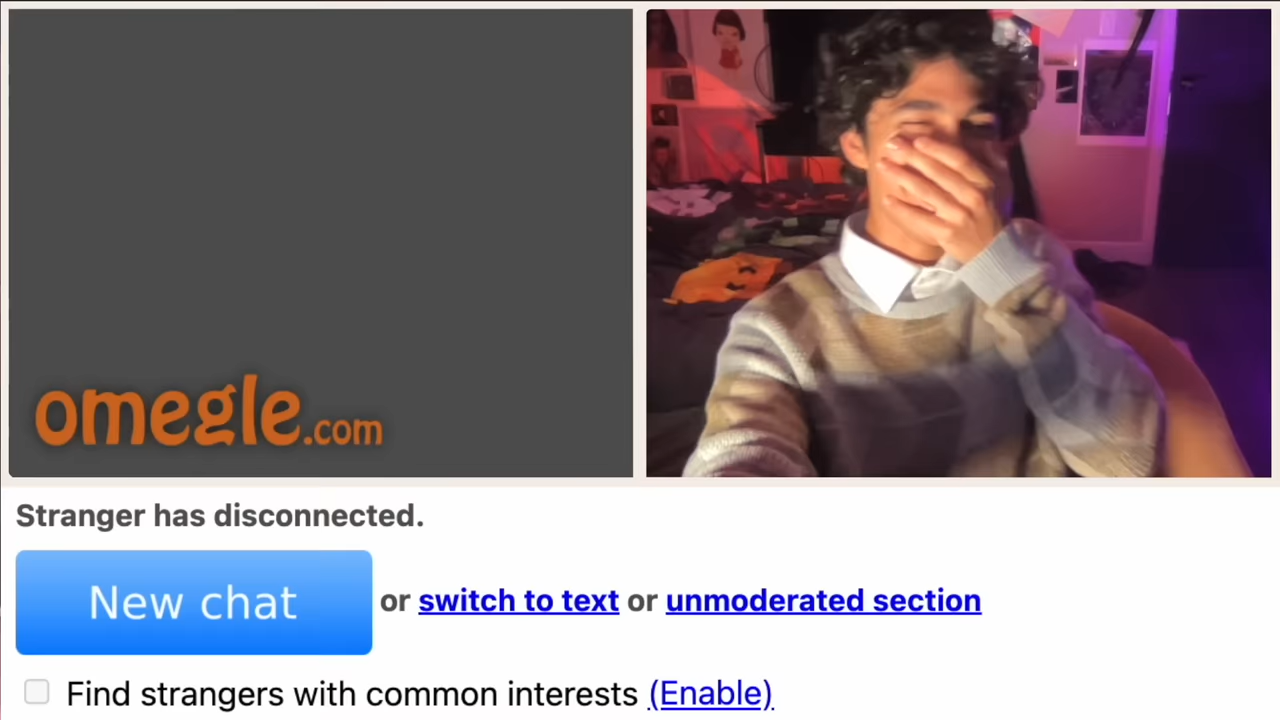 omegle.com
Stranger has disconnected.
New chat or switch to text or unmoderated section
Find strangers with common interests (Enable)